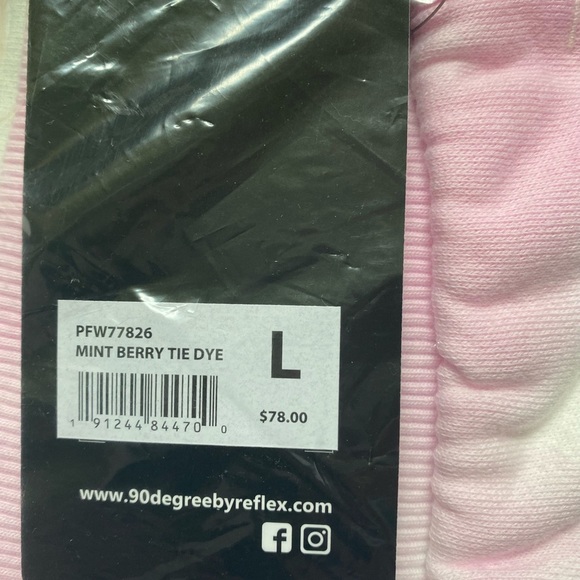 PFW77826
MINT BERRY TIE DYE
L
1 91244 84470 0
$78.00
www.90degreebyreflex.com